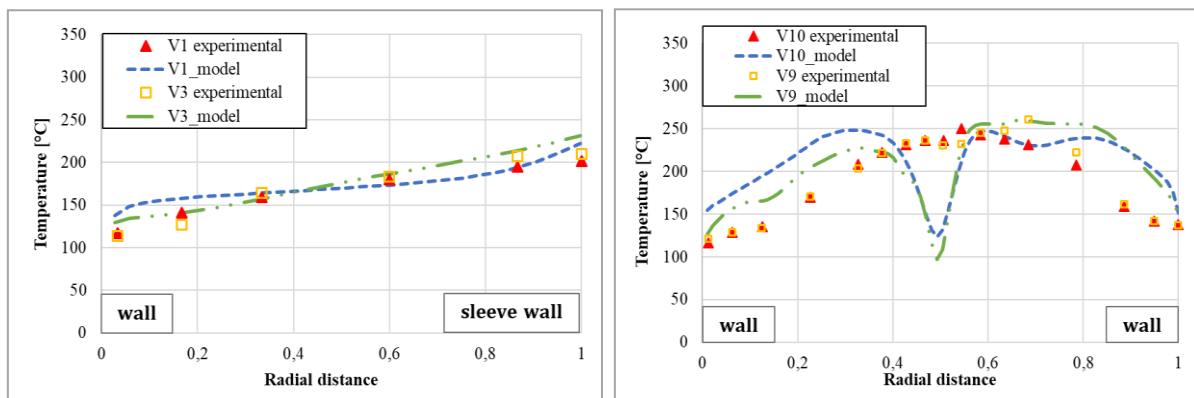 350
300
250
200
150
100
50
0
Temperature [°C]
V1 experimental
V1_model
V3 experimental
V3_model
wall
sleeve wall
0
0,2
0,4
0,6
0,8
1
Radial distance
350
300
250
200
150
100
50
0
Temperature [°C]
V10 experimental
V10_model
V9 experimental
V9_model
wall
wall
0
0,2
0,4
0,6
0,8
1
Radial distance